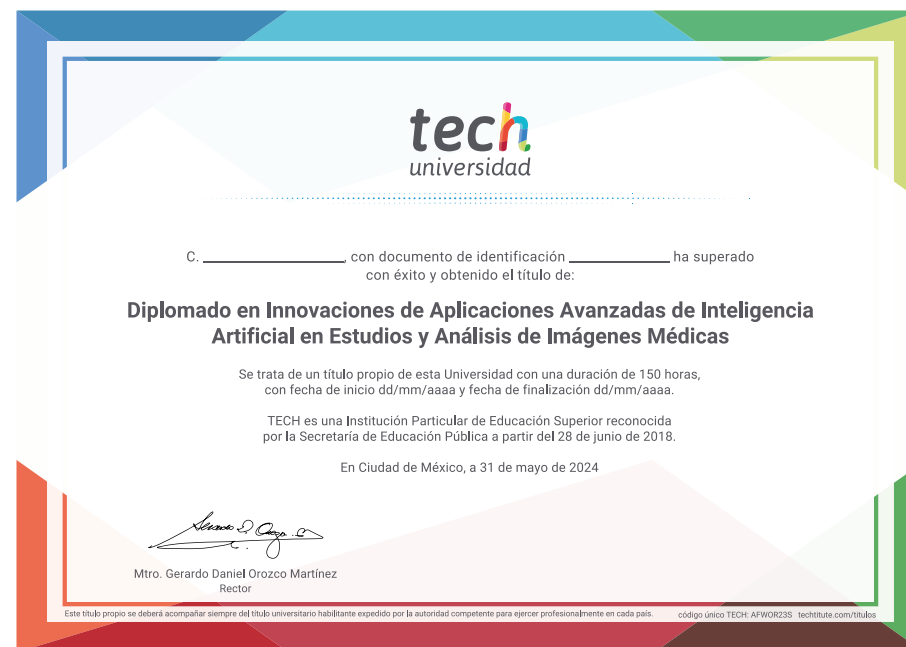 tech
universidad
C. ____________________, con documento de identificación ______________ ha superado
con éxito y obtenido el título de:
Diplomado en Innovaciones de Aplicaciones Avanzadas de Inteligencia
Artificial en Estudios y Análisis de Imágenes Médicas
Se trata de un título propio de esta Universidad con una duración de 150 horas,
con fecha de inicio dd/mm/aaaa y fecha de finalización dd/mm/aaaa.
TECH es una Institución Particular de Educación Superior reconocida
por la Secretaría de Educación Pública a partir del 28 de junio de 2018.
En Ciudad de México, a 31 de mayo de 2024
Mtro. Gerardo Daniel Orozco Martínez
Rector
Este título propio se deberá acompañar siempre del título universitario habilitante expedido por la autoridad competente para ejercer profesionalmente en cada país. código único TECH: AFWOR23S techtitute.com/titulos